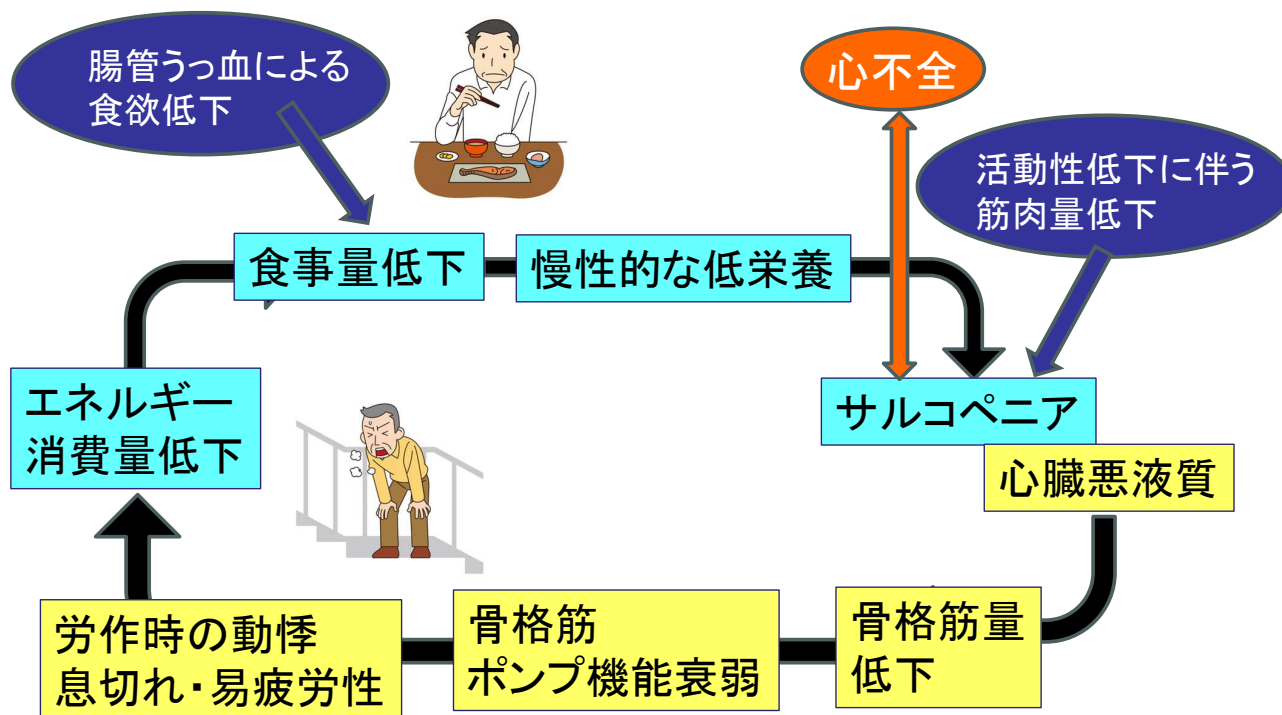 腸管うっ血による
食欲低下
心不全
活動性低下に伴う
筋肉量低下
食事量低下
慢性的な低栄養
エネルギー
消費量低下
サルコペニア
心臓悪液質
労作時の動悸
息切れ・易疲労性
骨格筋
ポンプ機能衰弱
骨格筋量
低下